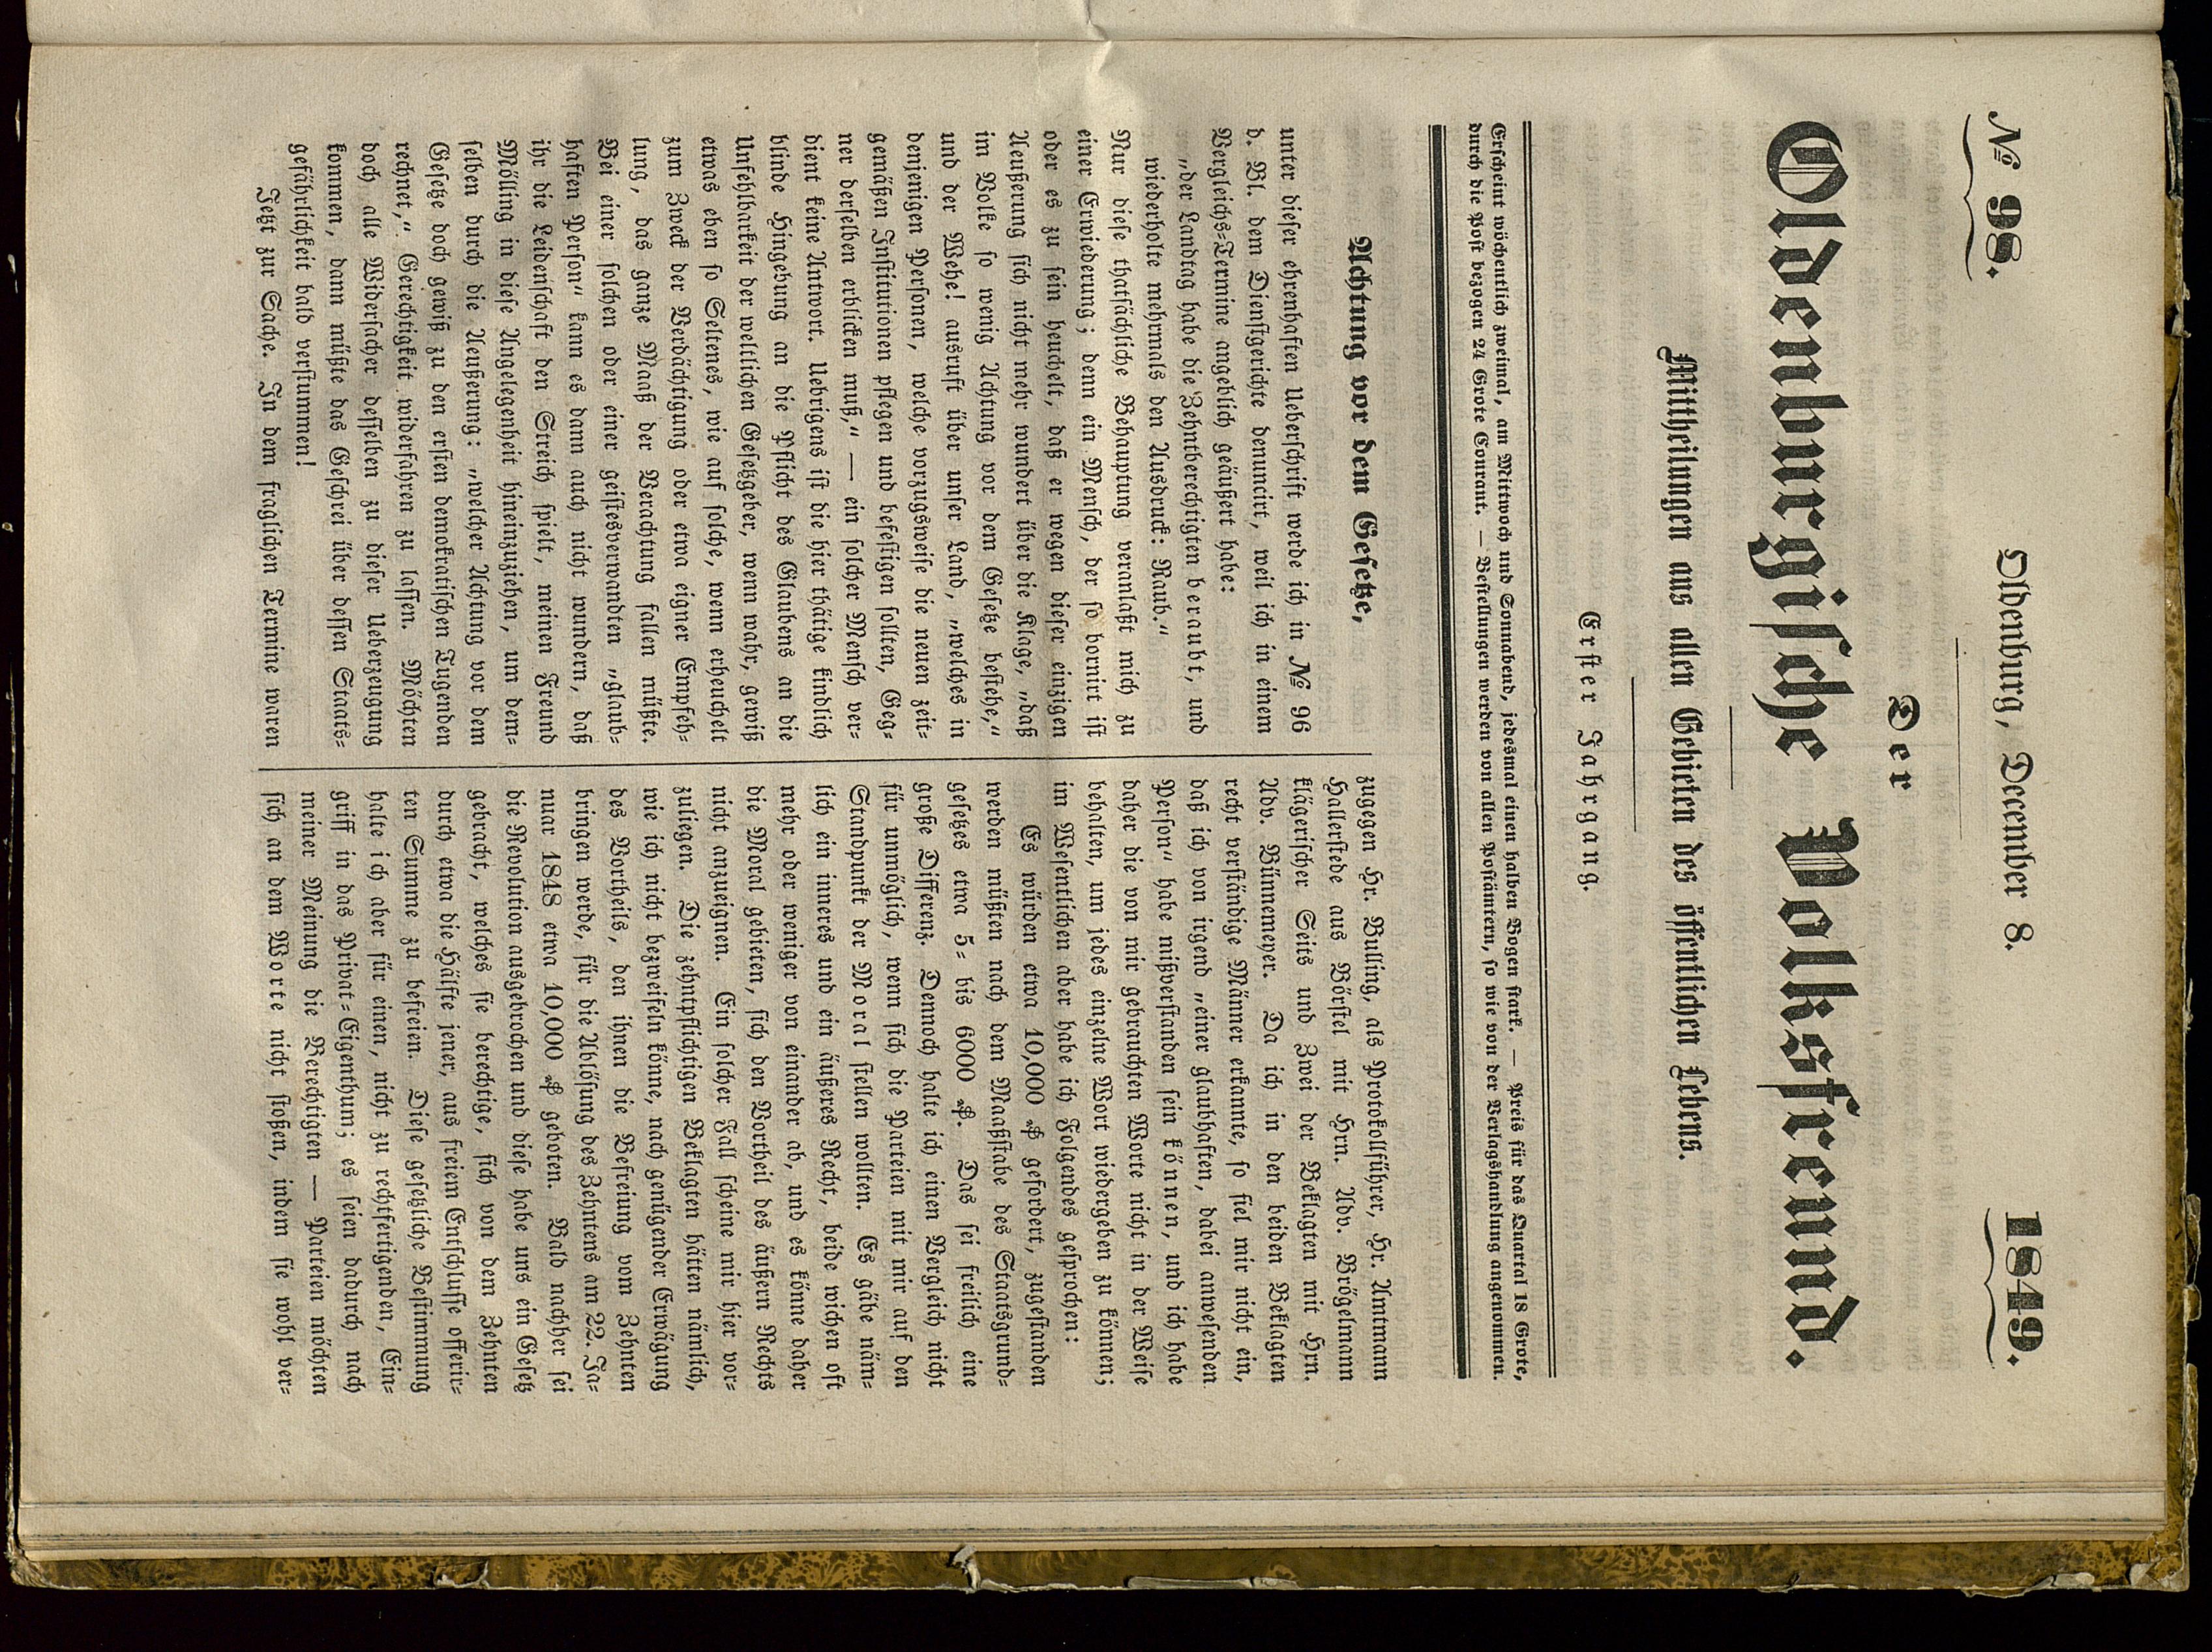 № 98.
Oldenburg, December 8.
1849.
Der
Oldenburgische Volksfreund.
Mittheilungen aus allen Gebieten des öffentlichen Lebens.
Erster Jahrgang.
Erscheint wöchentlich zweimal, am Mittwoch und Sonnabend, jedesmal einen halben Bogen stark. — Preis für das Quartal 18 Grote,
durch die Post bezogen 24 Grote Courant. — Bestellungen werden von allen Postämtern, so wie von der Verlagshandlung angenommen.
Achtung vor dem Gesetze,
unter dieser ehrenhaften Ueberschrift werde ich in № 96
d. Bl. dem Dienstgerichte denuncirt, weil ich in einem
Vergleichs-Termine angeblich geäußert habe:
„der Landtag habe die Zehntberechtigten beraubt, und
wiederholte mehrmals den Ausdruck: Raub.“
Nur diese thatsächliche Behauptung veranlaßt mich zu
einer Erwiederung; denn ein Mensch, der so bornirt ist
oder es zu sein heuchelt, daß er wegen dieser einzigen
Aeußerung sich nicht mehr wundert über die Klage, „daß
im Volke so wenig Achtung vor dem Gesetze bestehe,“
und der Wehe! ausruft über unser Land, „welches in
denjenigen Personen, welche vorzugsweise die neuen zeit-
gemäßen Institutionen pflegen und befestigen sollten, Geg-
ner derselben erblicken muß,“ — ein solcher Mensch ver-
dient keine Antwort. Uebrigens ist die hier thätige kindlich
blinde Hingebung an die Pflicht des Glaubens an die
Unfehlbarkeit der weltlichen Gesetzgeber, wenn wahr, gewiß
etwas eben so Seltenes, wie auf solche, wenn erheuchelt
zum Zweck der Verdächtigung oder etwa eigner Empfeh-
lung, das ganze Maaß der Verachtung fallen müßte.
Bei einer solchen oder einer geistesverwandten „glaub-
haften Person“ kann es dann auch nicht wundern, daß
ihr die Leidenschaft den Streich spielt, meinen Freund
Mölling in diese Angelegenheit hineinzuziehen, um dem-
selben durch die Aeußerung: „welcher Achtung vor dem
Gesetze doch gewiß zu den ersten demokratischen Tugenden
rechnet,“ Gerechtigkeit widerfahren zu lassen. Möchten
doch alle Widersacher desselben zu dieser Ueberzeugung
kommen, dann müßte das Geschrei über dessen Staats-
gefährlichkeit bald verstummen!
Jetzt zur Sache. In dem fraglichen Termine waren
zugegen Hr. Bulling, als Protokollführer, Hr. Amtmann
Hallerstede aus Börstel mit Hrn. Adv. Brögelmann
klägerischer Seits und Zwei der Beklagten mit Hrn.
Adv. Bünnemeyer. Da ich in den beiden Beklagten
recht verständige Männer erkannte, so fiel mir nicht ein,
daß ich von irgend „einer glaubhaften, dabei anwesenden
Person“ habe mißverstanden sein können, und ich habe
daher die von mir gebrauchten Worte nicht in der Weise
behalten, um jedes einzelne Wort wiedergeben zu können;
im Wesentlichen aber habe ich Folgendes gesprochen:
Es würden etwa 10,000 ₰ gefordert, zugestanden
werden müßten nach dem Maaßstabe des Staatsgrund-
gesetzes etwa 5- bis 6000 ₰. Das sei freilich eine
große Differenz. Dennoch halte ich einen Vergleich nicht
für unmöglich, wenn sich die Parteien mit mir auf den
Standpunkt der Moral stellen wollten. Es gäbe näm-
lich ein inneres und ein äußeres Recht, beide wichen oft
mehr oder weniger von einander ab, und es könne daher
die Moral gebieten, sich den Vortheil des äußern Rechts
nicht anzueignen. Ein solcher Fall scheine mir hier vor-
zuliegen. Die zehntpflichtigen Beklagten hätten nämlich,
wie ich nicht bezweifeln könne, nach genügender Erwägung
des Vortheils, den ihnen die Befreiung vom Zehnten
bringen werde, für die Ablösung des Zehntens am 22. Ja-
nuar 1848 etwa 10,000 ₰ geboten. Bald nachher sei
die Revolution ausgebrochen und diese habe uns ein Gesetz
gebracht, welches sie berechtige, sich von dem Zehnten
durch etwa die Hälfte jener, aus freiem Entschlusse offerir-
ten Summe zu befreien. Diese gesetzliche Bestimmung
halte ich aber für einen, nicht zu rechtfertigenden, Ein-
griff in das Privat-Eigenthum; es seien dadurch nach
meiner Meinung die Berechtigten — Parteien möchten
sich an dem Worte nicht stoßen, indem sie wohl ver-